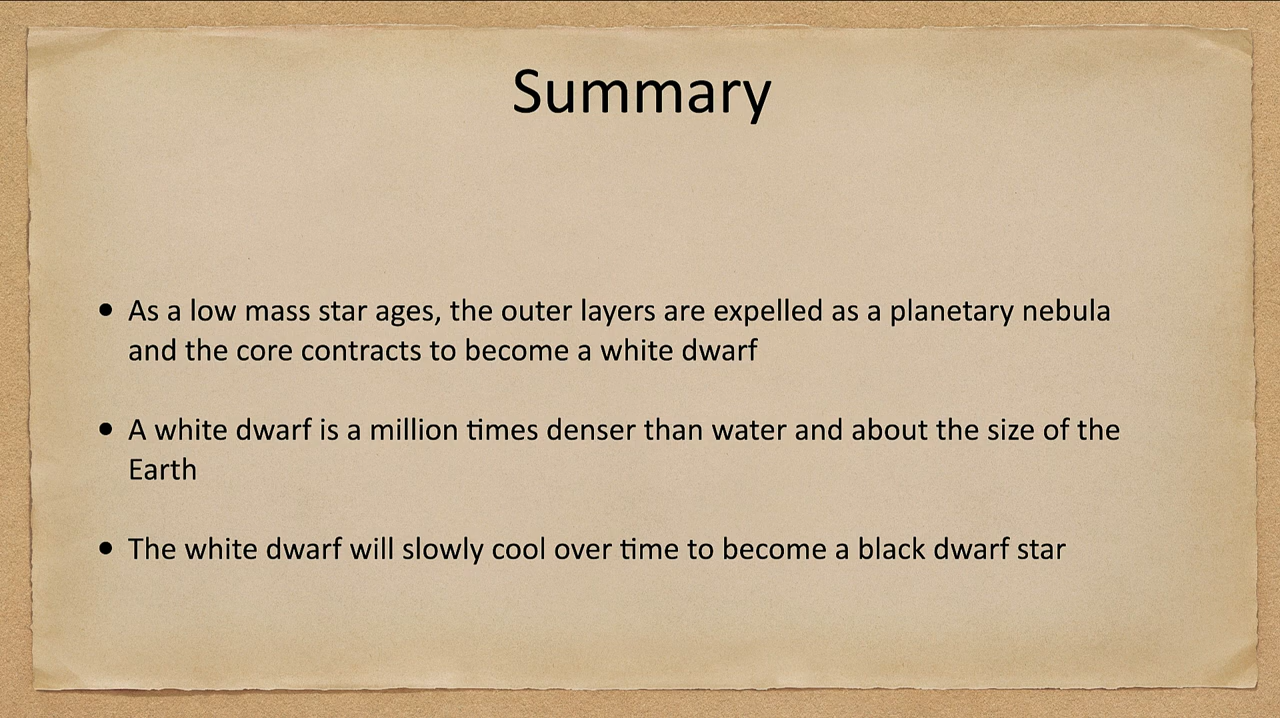 Summary
• As a low mass star ages, the outer layers are expelled as a planetary nebula
and the core contracts to become a white dwarf
• A white dwarf is a million times denser than water and about the size of the
Earth
• The white dwarf will slowly cool over time to become a black dwarf star